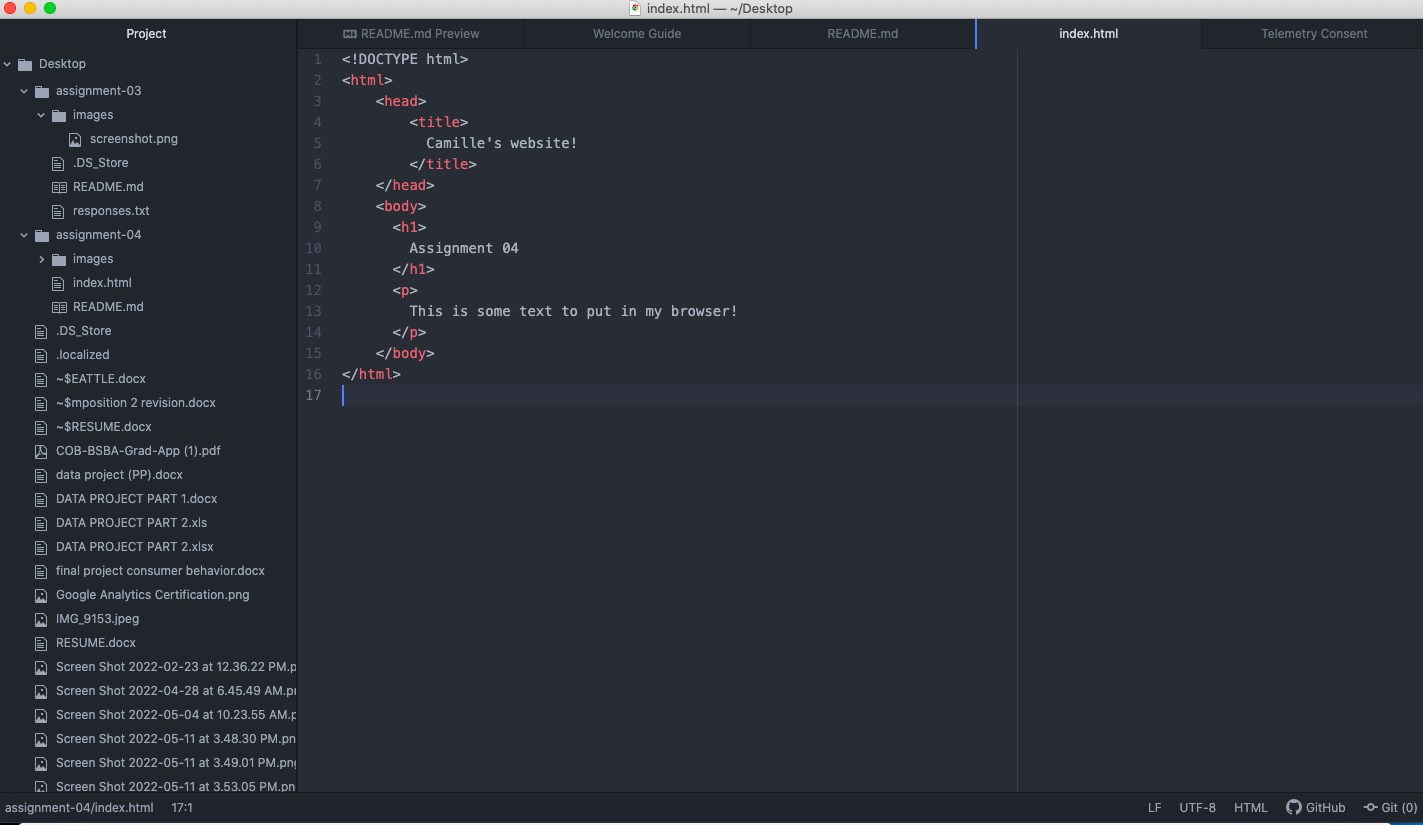 index.html — ~/Desktop
Project
README.md Preview
Welcome Guide
README.md
index.html
Telemetry Consent
Desktop
assignment-03
images
screenshot.png
.DS_Store
README.md
responses.txt
assignment-04
images
index.html
README.md
.DS_Store
.localized
~$EATTLE.docx
~$mposition 2 revision.docx
~$RESUME.docx
COB-BSBA-Grad-App (1).pdf
data project (PP).docx
DATA PROJECT PART 1.docx
DATA PROJECT PART 2.xls
DATA PROJECT PART 2.xlsx
final project consumer behavior.docx
Google Analytics Certification.png
IMG_9153.jpeg
RESUME.docx
Screen Shot 2022-02-23 at 12.36.22 PM.p
Screen Shot 2022-04-28 at 6.45.49 AM.pn
Screen Shot 2022-05-04 at 10.23.55 AM.p
Screen Shot 2022-05-11 at 3.48.30 PM.pn
Screen Shot 2022-05-11 at 3.49.01 PM.png
Screen Shot 2022-05-11 at 3.53.05 PM.pn
1 <!DOCTYPE html>
2 <html>
3 <head>
4 <title>
5 Camille's website!
6 </title>
7 </head>
8 <body>
9 <h1>
10 Assignment 04
11 </h1>
12 <p>
13 This is some text to put in my browser!
14 </p>
15 </body>
16 </html>
17
assignment-04/index.html 17:1
LF UTF-8 HTML GitHub Git (0)